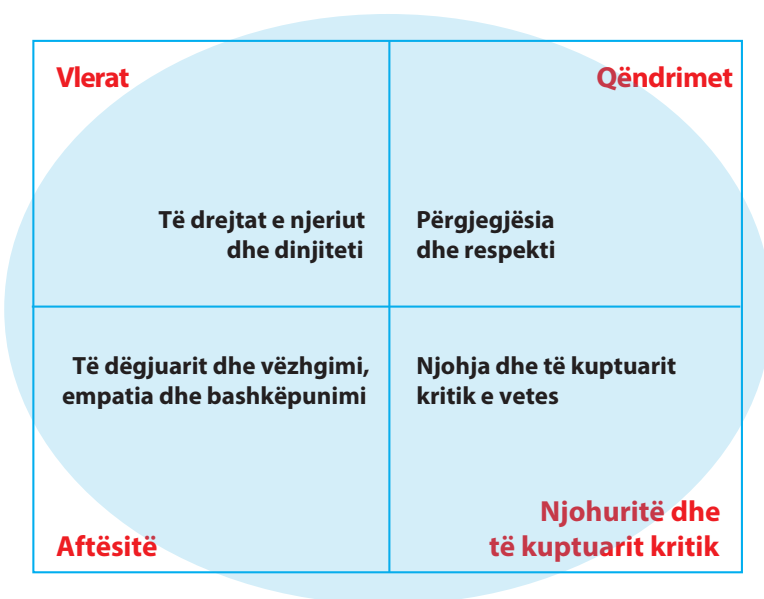 Vlerat
Të drejtat e njeriut
dhe dinjiteti
Qëndrimet
Përgjegjësia
dhe respekti
Të dëgjuarit dhe vëzhgimi,
empatia dhe bashkëpunimi
Aftësitë
Njohja dhe të kuptuarit
kritik e vetes
Njohuritë dhe
të kuptuarit kritik